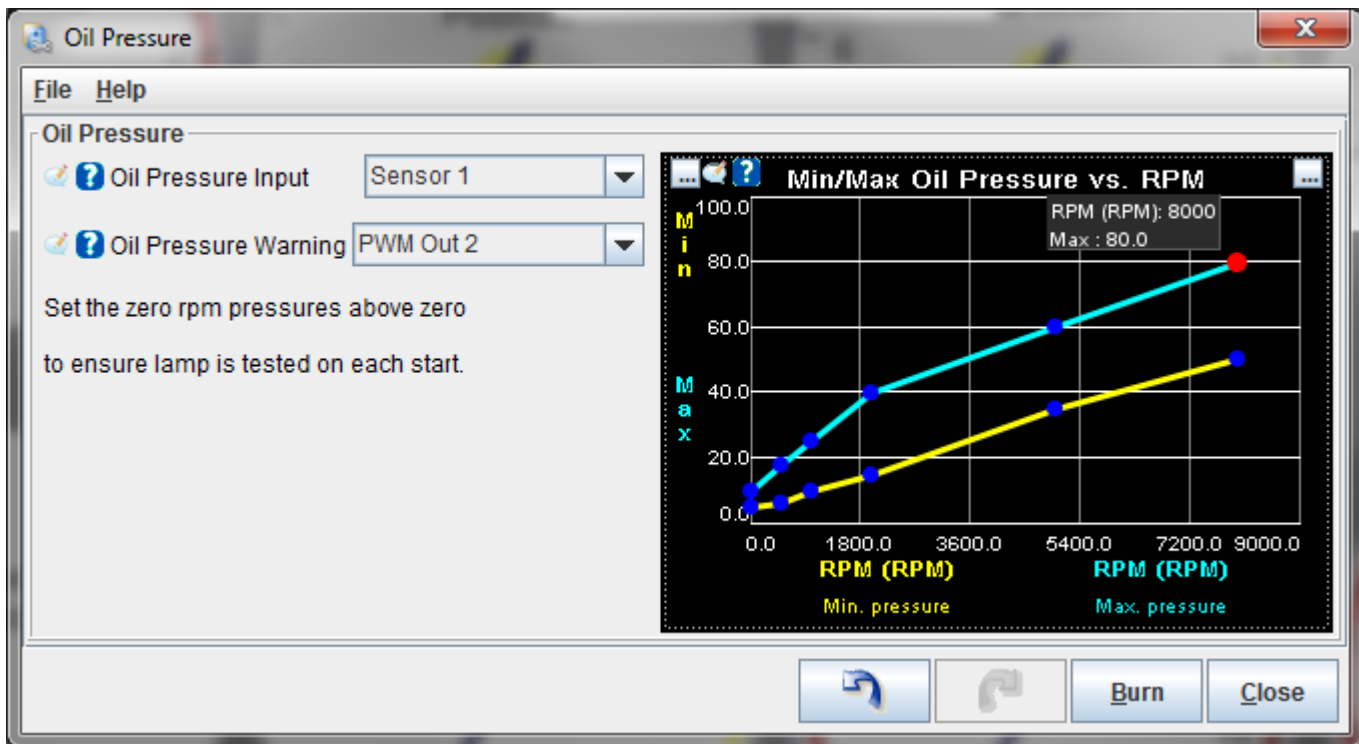 Oil Pressure
File Help
Oil Pressure
Oil Pressure Input Sensor 1
Oil Pressure Warning PWM Out 2
Set the zero rpm pressures above zero
to ensure lamp is tested on each start.
... ? Min/Max Oil Pressure vs. RPM ...
RPM (RPM): 8000
Max : 80.0
Min
Max
100.0
80.0
60.0
40.0
20.0
0.0
0.0 1800.0 3600.0 5400.0 7200.0 9000.0
RPM (RPM) RPM (RPM)
Min. pressure Max. pressure
Burn Close